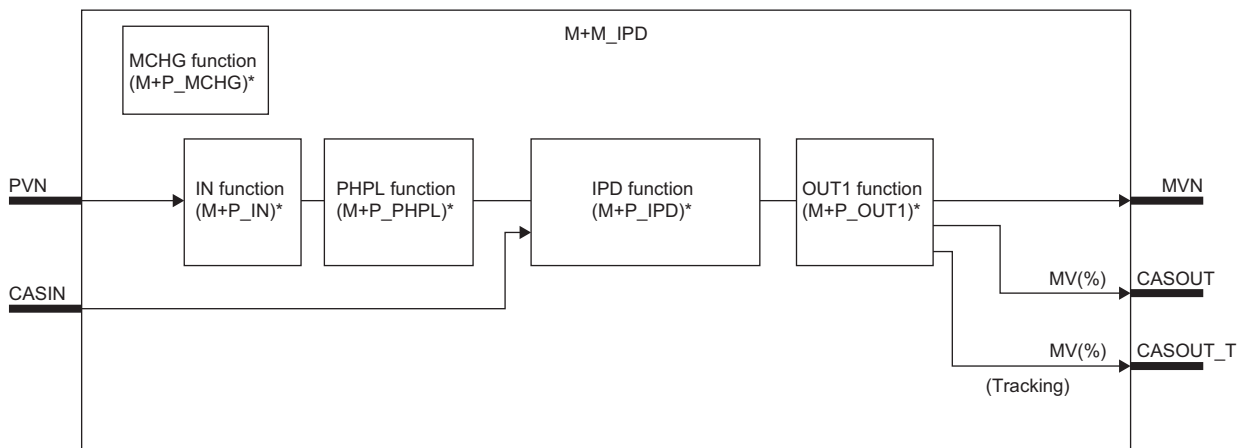 M+M_IPD
MCHG function
(M+P_MCHG)*
PVN
IN function
(M+P_IN)*
PHPL function
(M+P_PHPL)*
IPD function
(M+P_IPD)*
OUT1 function
(M+P_OUT1)*
MVN
CASIN
MV(%)
CASOUT
MV(%)
CASOUT_T
(Tracking)